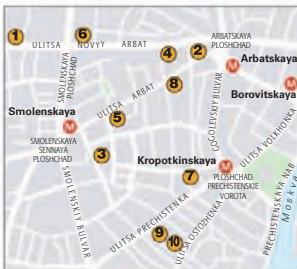 1
6
ULITSA NOVYY ARBAT
4
2
ARBATSKAYA
PLOSHCHAD
M
Arbatskaya
SMOLENSKAYA
PLOSHCHAD
8
M
Borovitskaya
Smolenskaya
M
ULITSA ARBAT
5
GOGOLEVSKIY BULVAR
SMOLENSKAYA
SENNAYA
PLOSHCHAD
3
Kropotkinskaya
M
7
ULITSA VOLKHONKA
PLOSHCHAD
PRECHISTENSKIE
VOROTA
SMOLENSKIY BULVAR
ULITSA PRECHISTENKA
9
10
ULITSA OSTOZHENKA
PRECHISTENSKAYA NAB
Moskva